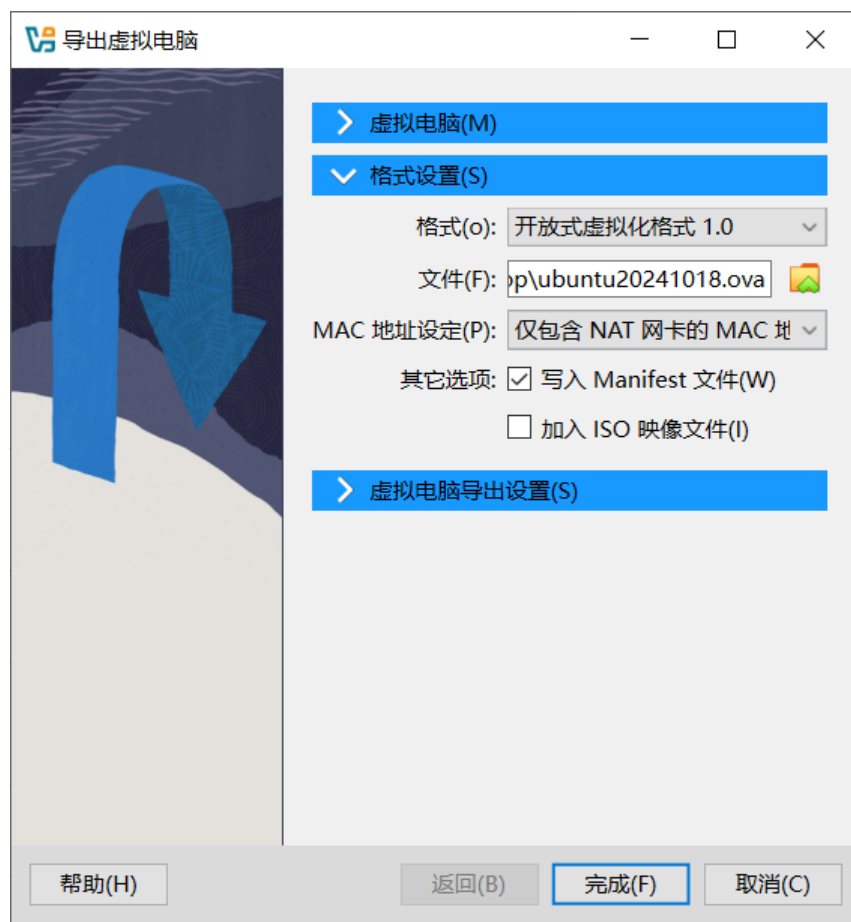 导出虚拟电脑
虚拟电脑(M)
格式设置(S)
格式(o): 开放式虚拟化格式 1.0
文件(F): op\ubuntu20241018.ova
MAC 地址设定(P): 仅包含 NAT 网卡的 MAC 地
其它选项: 写入 Manifest 文件(W)
加入 ISO 映像文件(I)
虚拟电脑导出设置(S)
帮助(H) 返回(B) 完成(F) 取消(C)